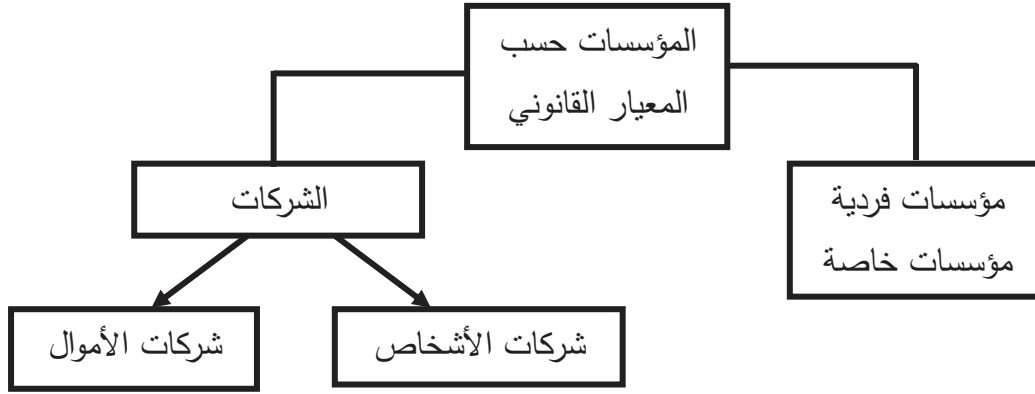 المؤسسات حسب
المعيار القانوني
مؤسسات فردية
مؤسسات خاصة
الشركات
شركات الأشخاص
شركات الأموال